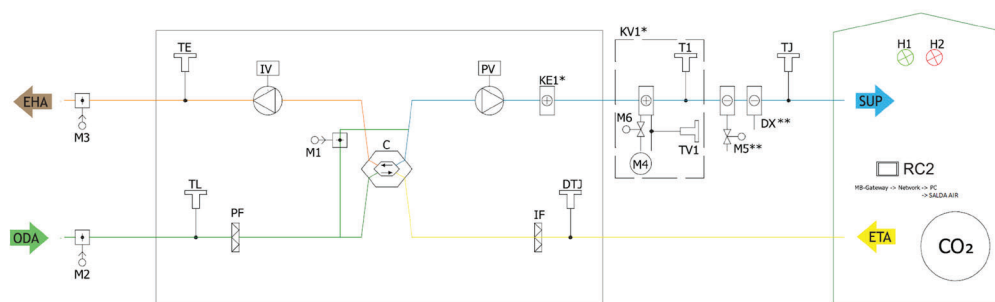 KV1*
TE
IV
PV
KE1*
T1
TJ
H1
H2
EHA
SUP
M3
M1
C
M6
M4
TV1
M5**
DX**
TL
PF
IF
DTJ
RC2
MB-Gateway -> Network -> PC
-> SALDA AIR
ODA
ETA
M2
CO₂